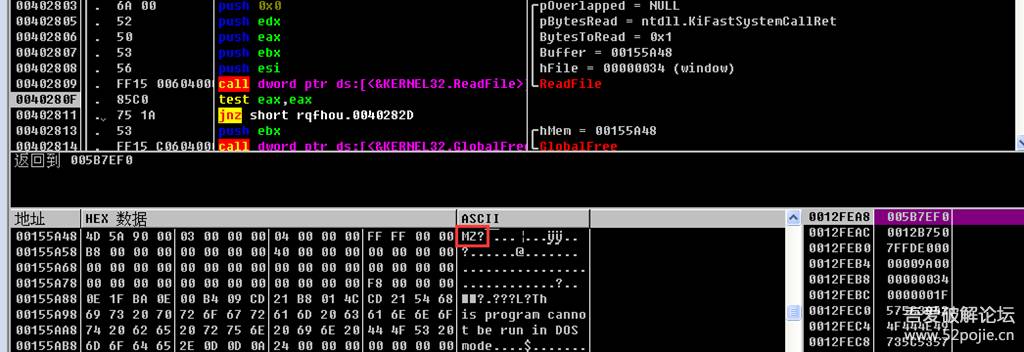 00402803 . 6A 00 push 0x0 pOverlapped = NULL
00402805 . 52 push edx pBytesRead = ntdll.KiFastSystemCallRet
00402806 . 50 push eax BytesToRead = 0x1
00402807 . 53 push ebx Buffer = 00155A48
00402808 . 56 push esi hFile = 00000034 (window)
00402809 . FF15 00604000 call dword ptr ds:[<&KERNEL32.ReadFile>] ReadFile
0040280F . 85C0 test eax,eax
00402811 .⌄ 75 1A jnz short rqfhou.0040282D
00402813 . 53 push ebx hMem = 00155A48
00402814 . FF15 C0604000 call dword ptr ds:[<&KERNEL32.GlobalFree GlobalFree
返回到 005B7EF0
地址 HEX 数据 ASCII
00155A48 4D 5A 90 00 03 00 00 00 04 00 00 00 FF FF 00 00 MZ?
00155A58 B8 00 00 00 00 00 00 00 40 00 00 00 00 00 00 00 ?.......@.......
00155A68 00 00 00 00 00 00 00 00 00 00 00 00 00 00 00 00 ................
00155A78 00 00 00 00 00 00 00 00 00 00 00 00 F8 00 00 00 ............?...
00155A88 0E 1F BA 0E 00 B4 09 CD 21 B8 01 4C CD 21 54 68 ?.???L?Th
00155A98 69 73 20 70 72 6F 67 72 61 6D 20 63 61 6E 6E 6F is program canno
00155AA8 74 20 62 65 20 72 75 6E 20 69 6E 20 44 4F 53 20 t be run in DOS
00155AB8 6D 6F 64 65 2E 0D 0D 0A 24 00 00 00 00 00 00 00 mode....$.......
0012FEA8 005B7EF0
0012FEAC 0012B750
0012FEB0 7FFDE000
0012FEB4 00009A00
0012FEB8 00000034
0012FEBC 0000001F
0012FEC0
0012FEC4 4F444E49
0012FEC8
吾爱破解论坛
www.52pojie.cn